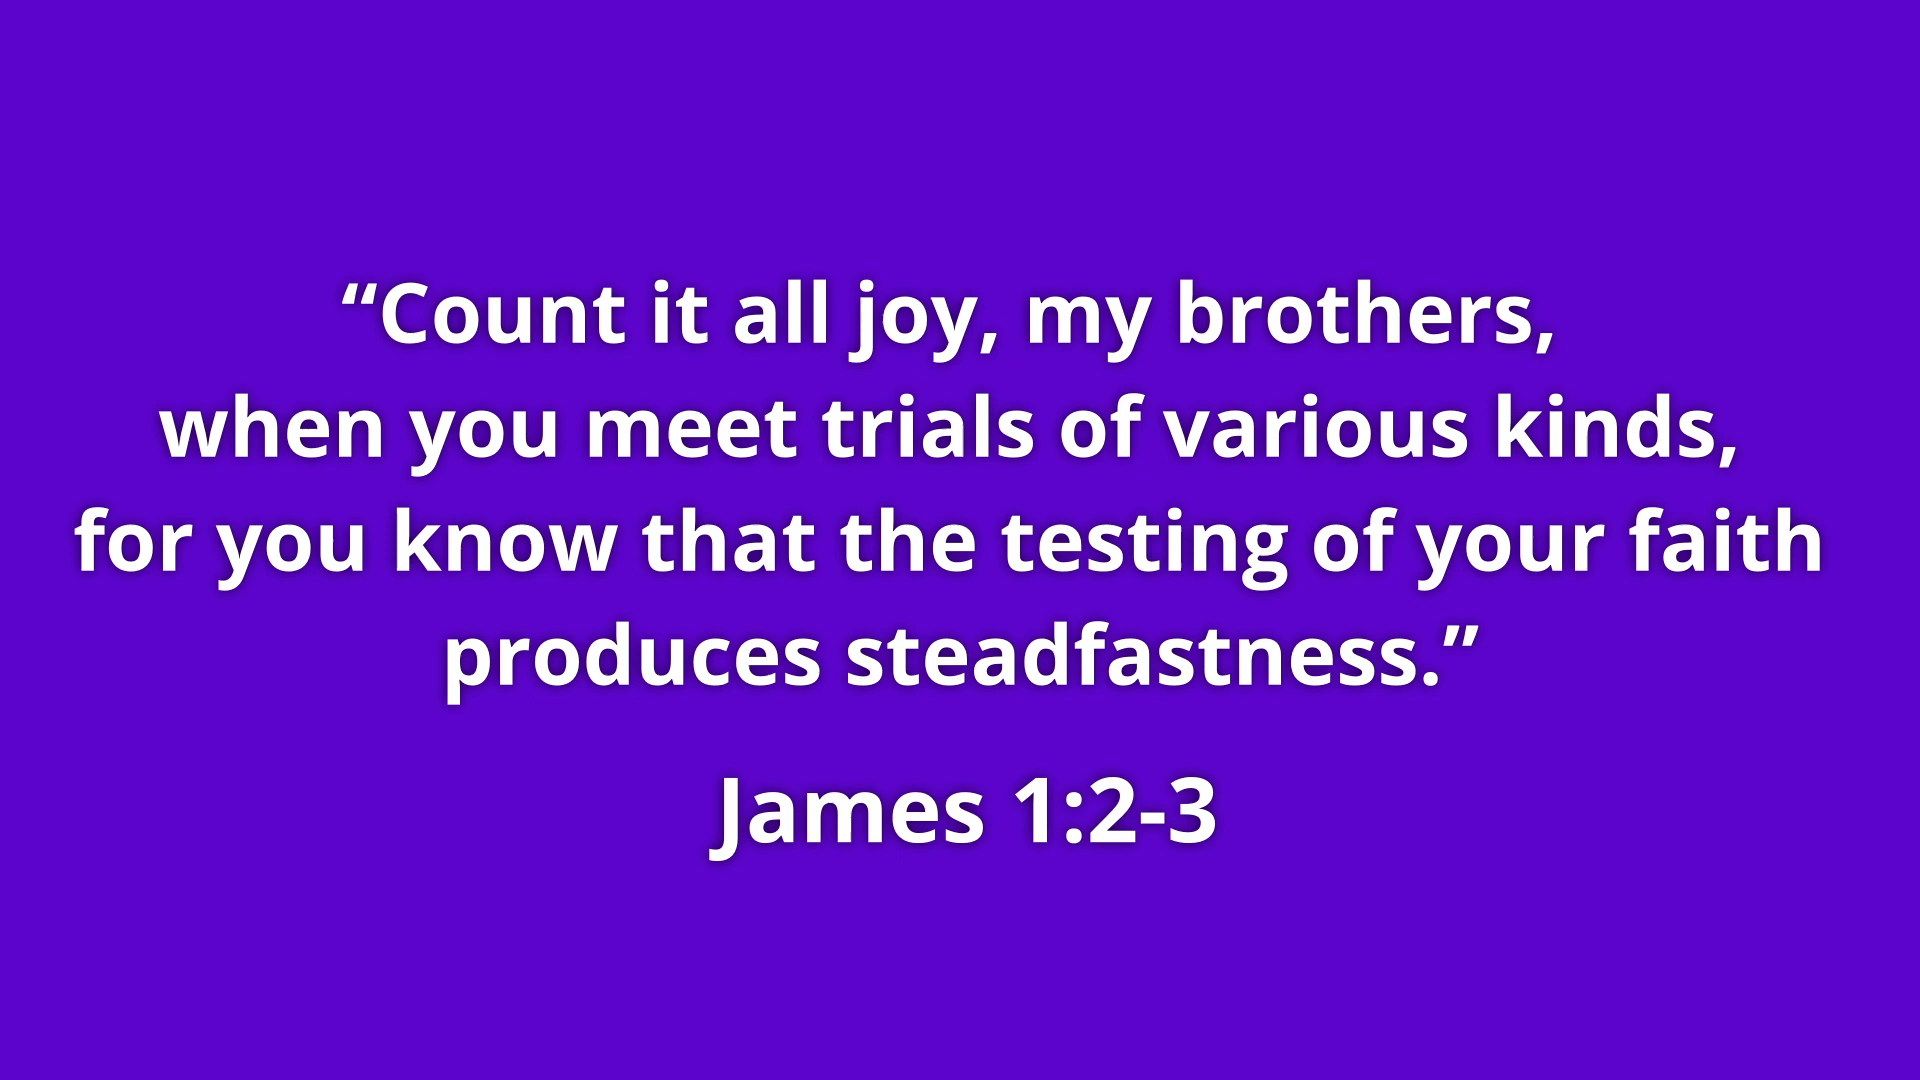 “Count it all joy, my brothers,
when you meet trials of various kinds,
for you know that the testing of your faith
produces steadfastness.”
James 1:2-3